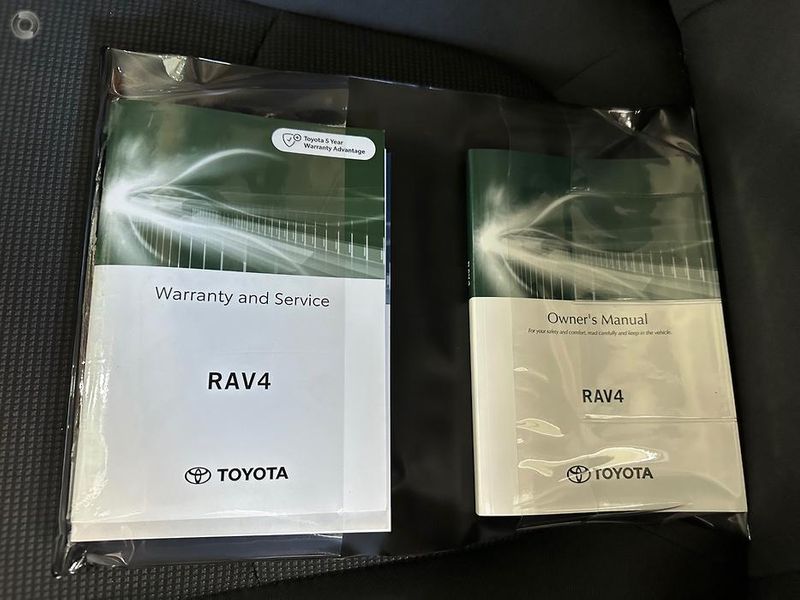 Toyota 5 Year
Warranty Advantage
Warranty and Service
RAV4
TOYOTA
Owner's Manual
For your safety and comfort, read carefully and keep in the vehicle.
RAV4
TOYOTA